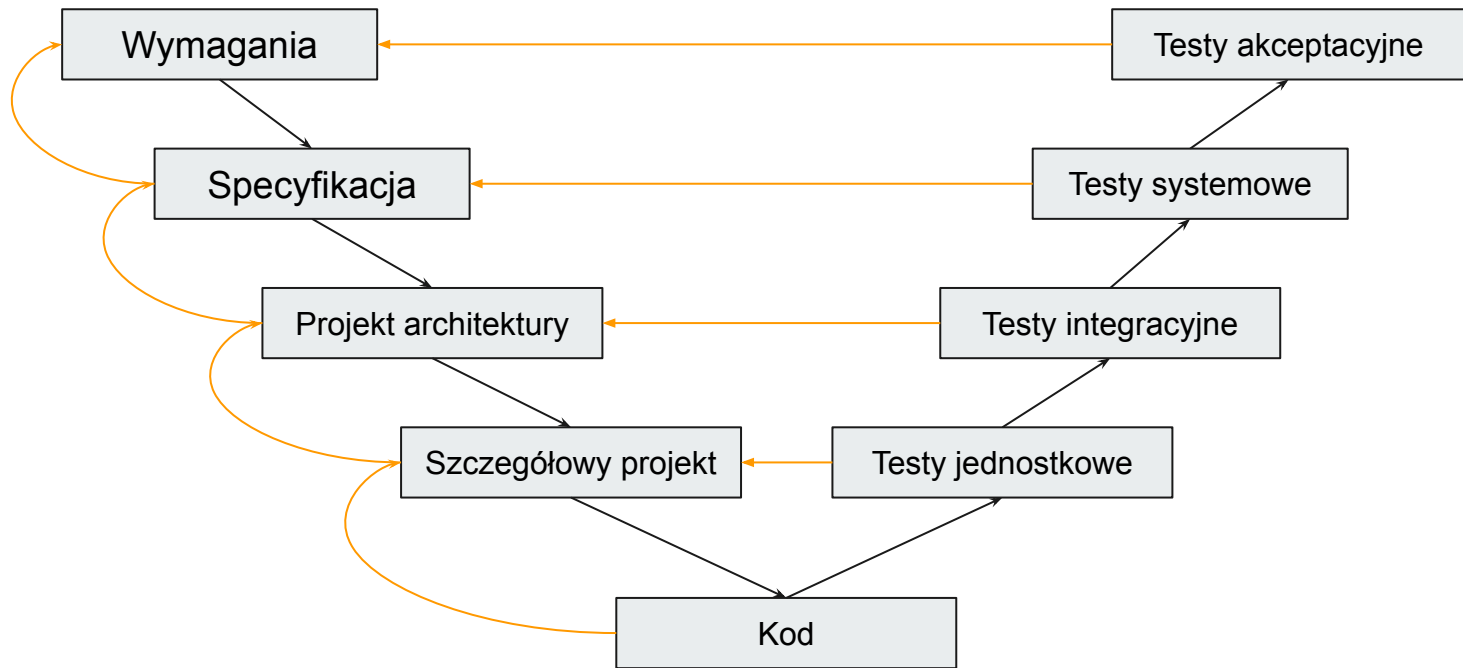 Wymagania
Testy akceptacyjne
Specyfikacja
Testy systemowe
Projekt architektury
Testy integracyjne
Szczegółowy projekt
Testy jednostkowe
Kod